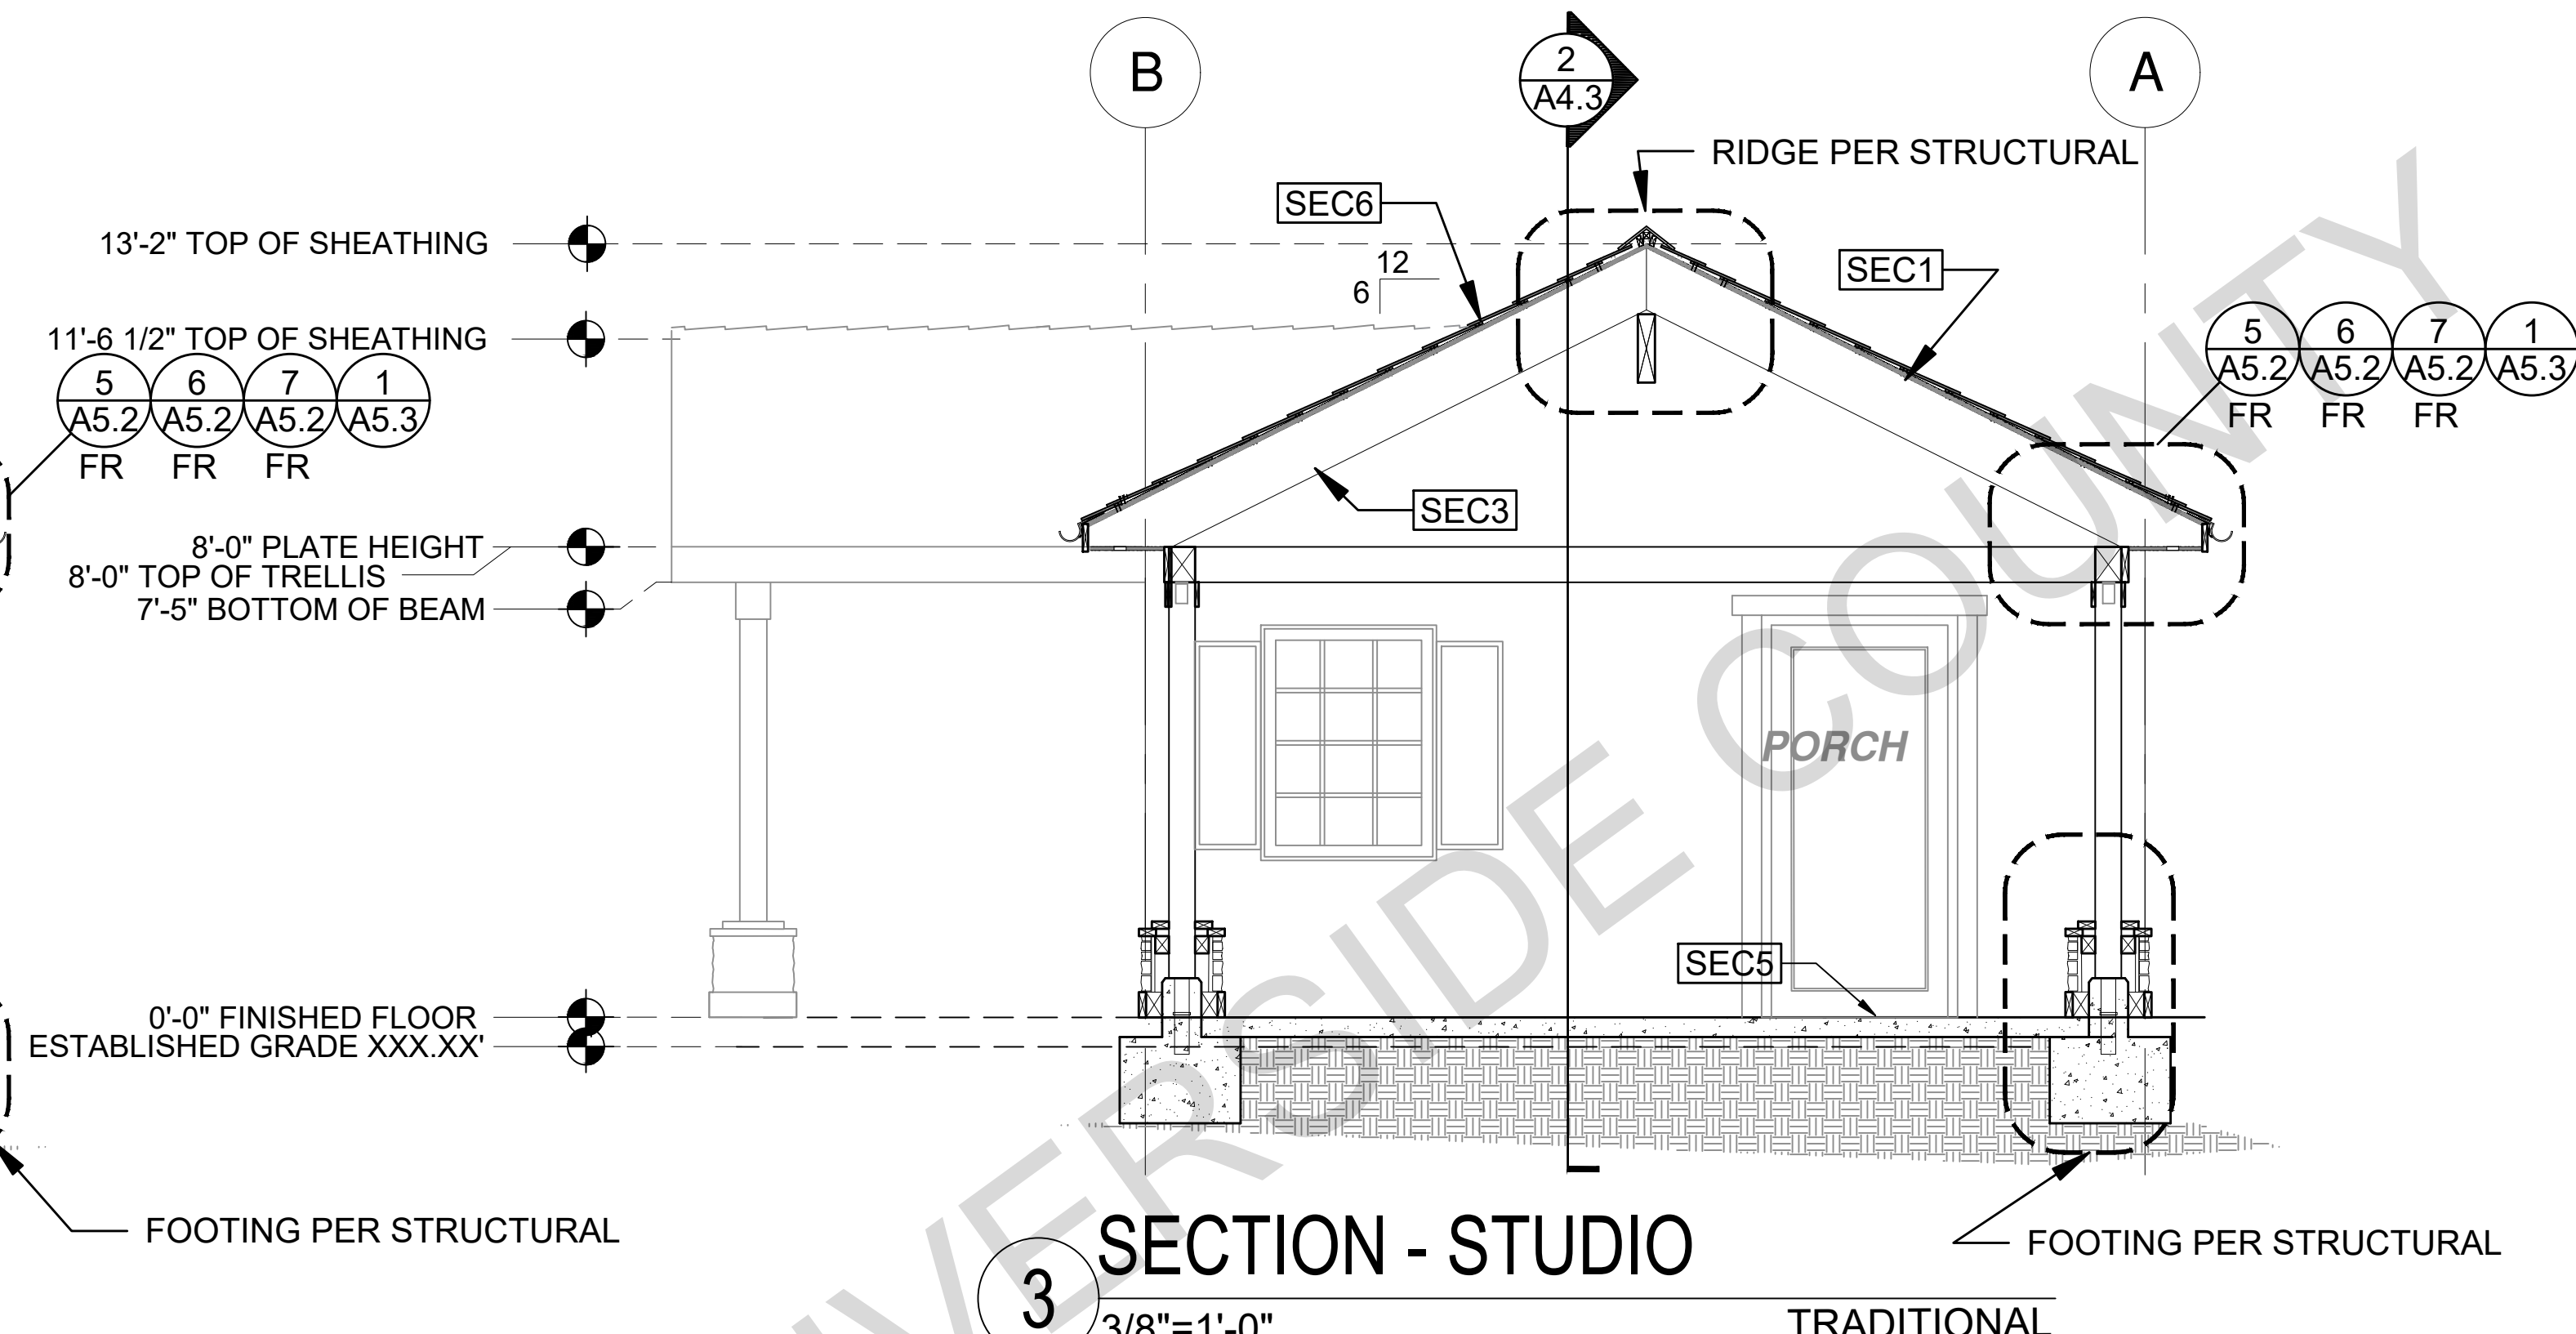 B
2
A4.3
A
RIDGE PER STRUCTURAL
SEC6
13'-2" TOP OF SHEATHING
12
6
SEC1
11'-6 1/2" TOP OF SHEATHING
5 6 7 1
A5.2 A5.2 A5.2 A5.3
FR FR FR
5 6 7 1
A5.2 A5.2 A5.2 A5.3
FR FR FR
SEC3
8'-0" PLATE HEIGHT
8'-0" TOP OF TRELLIS
7'-5" BOTTOM OF BEAM
PORCH
SEC5
0'-0" FINISHED FLOOR
ESTABLISHED GRADE XXX.XX'
FOOTING PER STRUCTURAL
FOOTING PER STRUCTURAL
3
SECTION - STUDIO
3/8"=1'-0"
TRADITIONAL
VERSIDE COUNTY